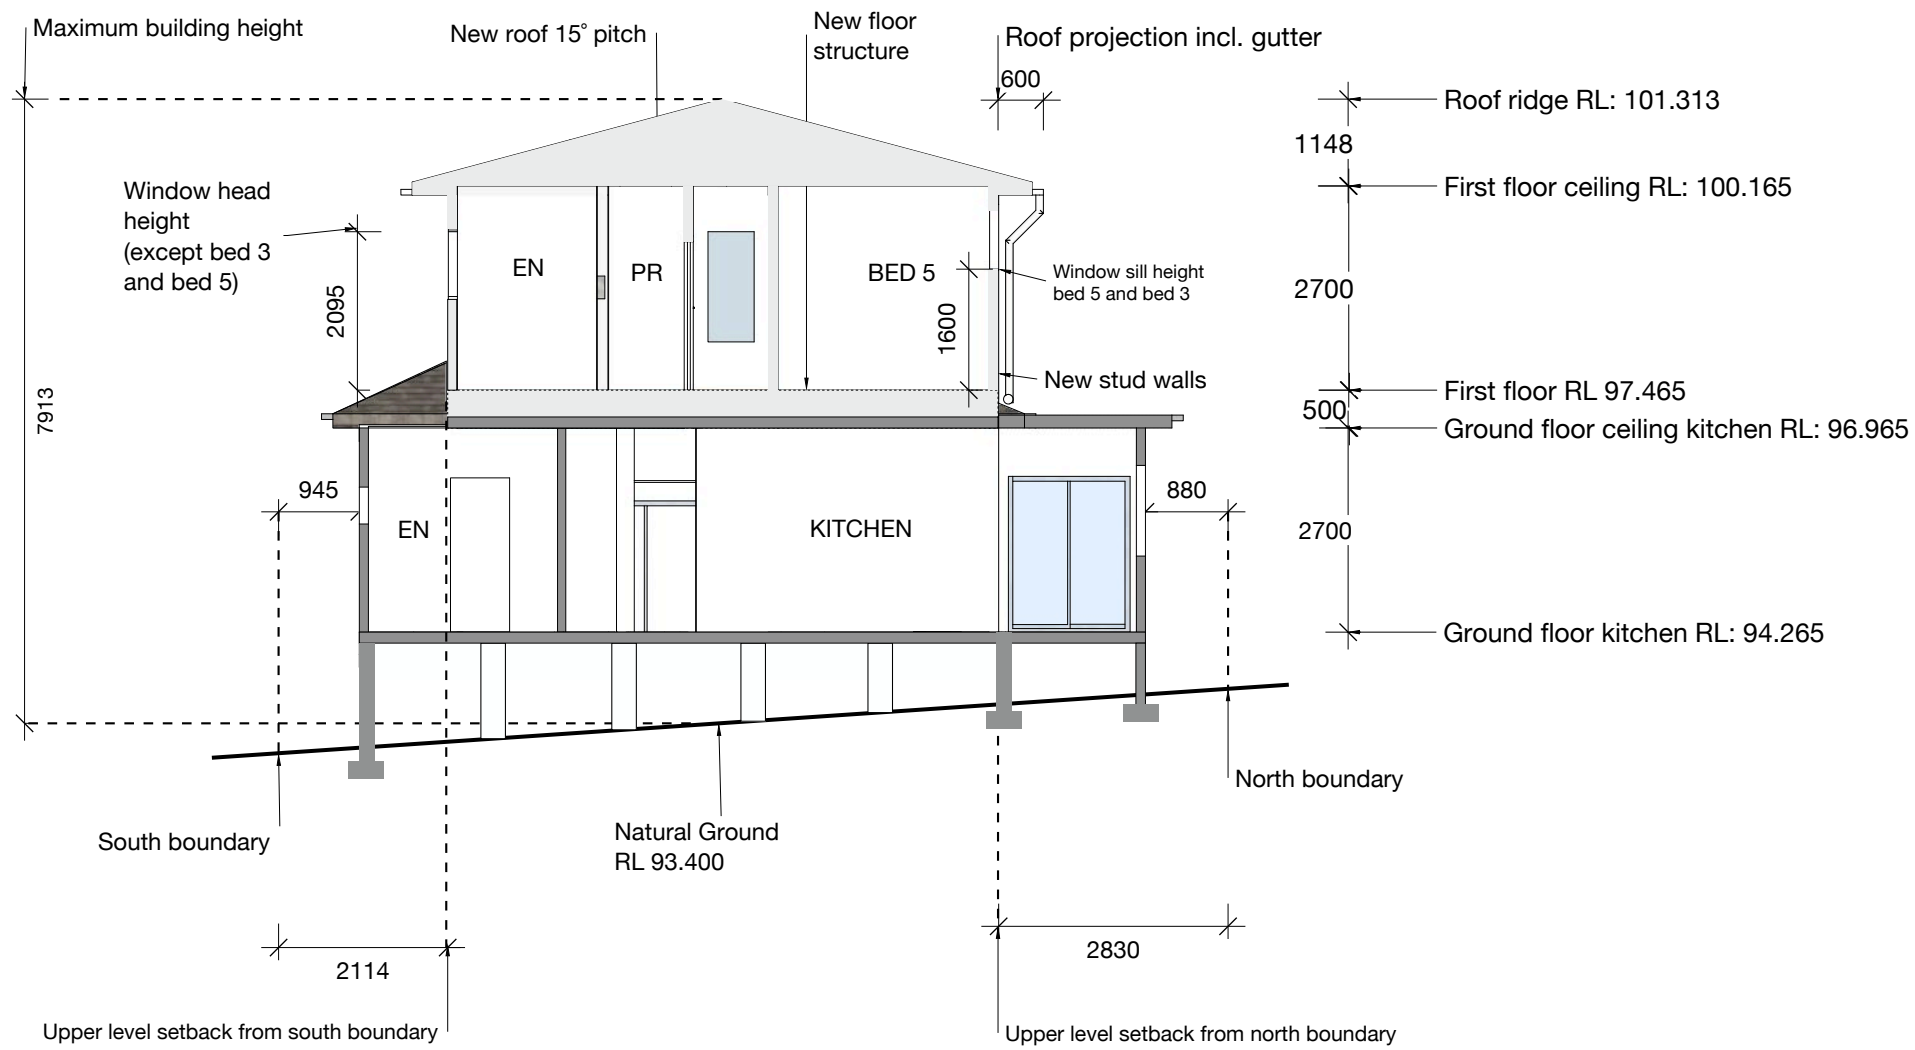 Maximum building height
New roof 15° pitch
New floor
structure
Roof projection incl. gutter
600
Roof ridge RL: 101.313
1148
First floor ceiling RL: 100.165
Window head
height
(except bed 3
and bed 5)
2095
EN
PR
BED 5
1600
Window sill height
bed 5 and bed 3
2700
New stud walls
First floor RL 97.465
500
Ground floor ceiling kitchen RL: 96.965
7913
945
EN
KITCHEN
880
2700
Ground floor kitchen RL: 94.265
North boundary
South boundary
Natural Ground
RL 93.400
2114
2830
Upper level setback from south boundary
Upper level setback from north boundary